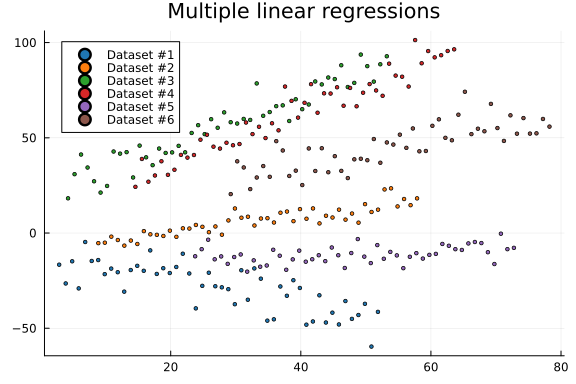 Multiple linear regressions
100
50
0
−50
Dataset #1
Dataset #2
Dataset #3
Dataset #4
Dataset #5
Dataset #6
20 40 60 80